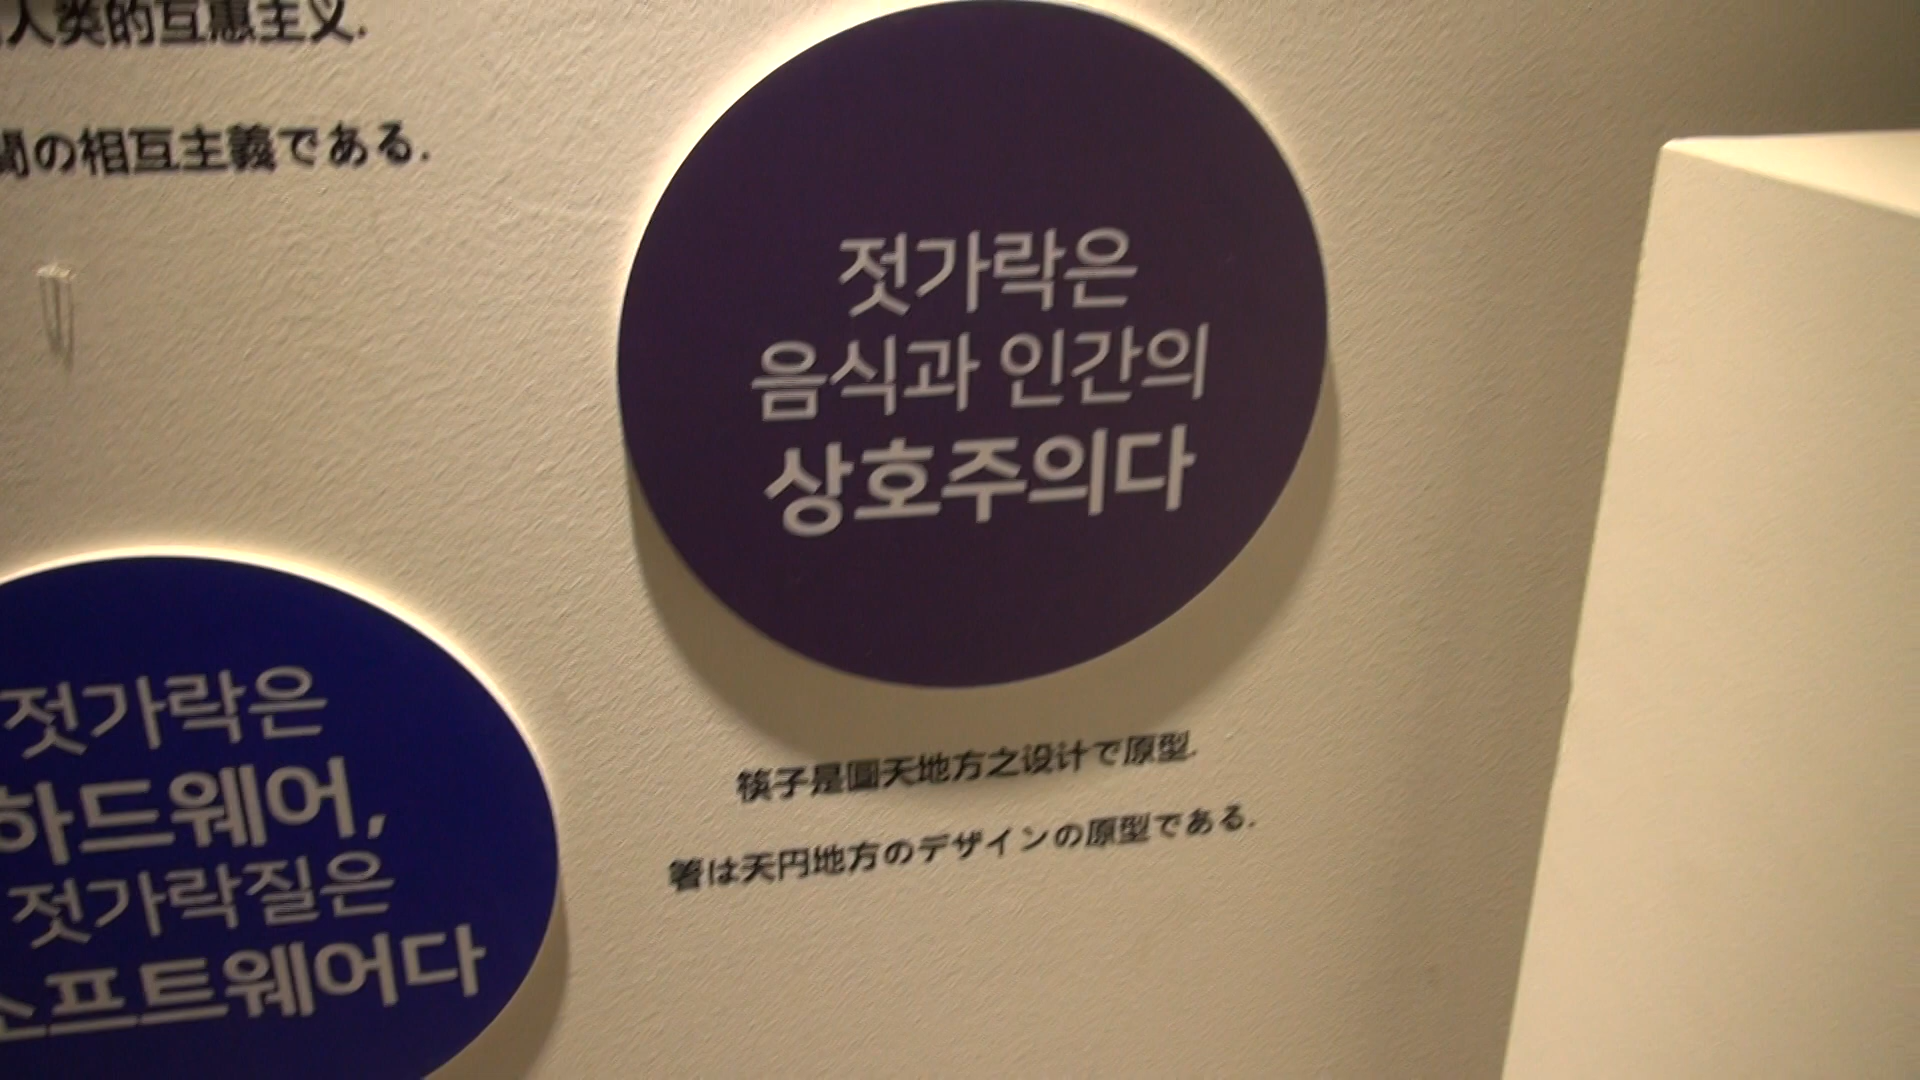 人类的互惠主义.
間の相互主義である.
젓가락은
음식과 인간의
상호주의다
筷子是圓天地方之设计で原型.
箸は天円地方のデザインの原型である.
젓가락은
하드웨어,
젓가락질은
소프트웨어다